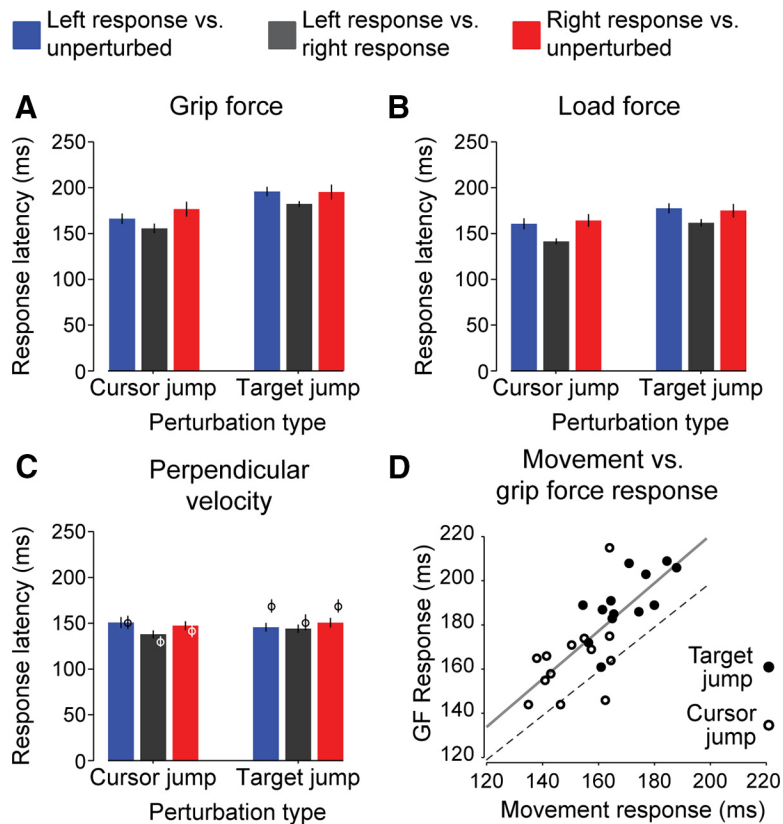 Left response vs.
unperturbed
Left response vs.
right response
Right response vs.
unperturbed
A
Grip force
Response latency (ms)
250
200
150
100
50
0
Cursor jump
Target jump
Perturbation type
B
Load force
Response latency (ms)
250
200
150
100
50
0
Cursor jump
Target jump
Perturbation type
C
Perpendicular
velocity
Response latency (ms)
250
200
150
100
50
0
Cursor jump
Target jump
Perturbation type
D
Movement vs.
grip force response
GF Response (ms)
220
200
180
160
140
120
120
140
160
180
200
220
Movement response (ms)
Target
jump
Cursor
jump